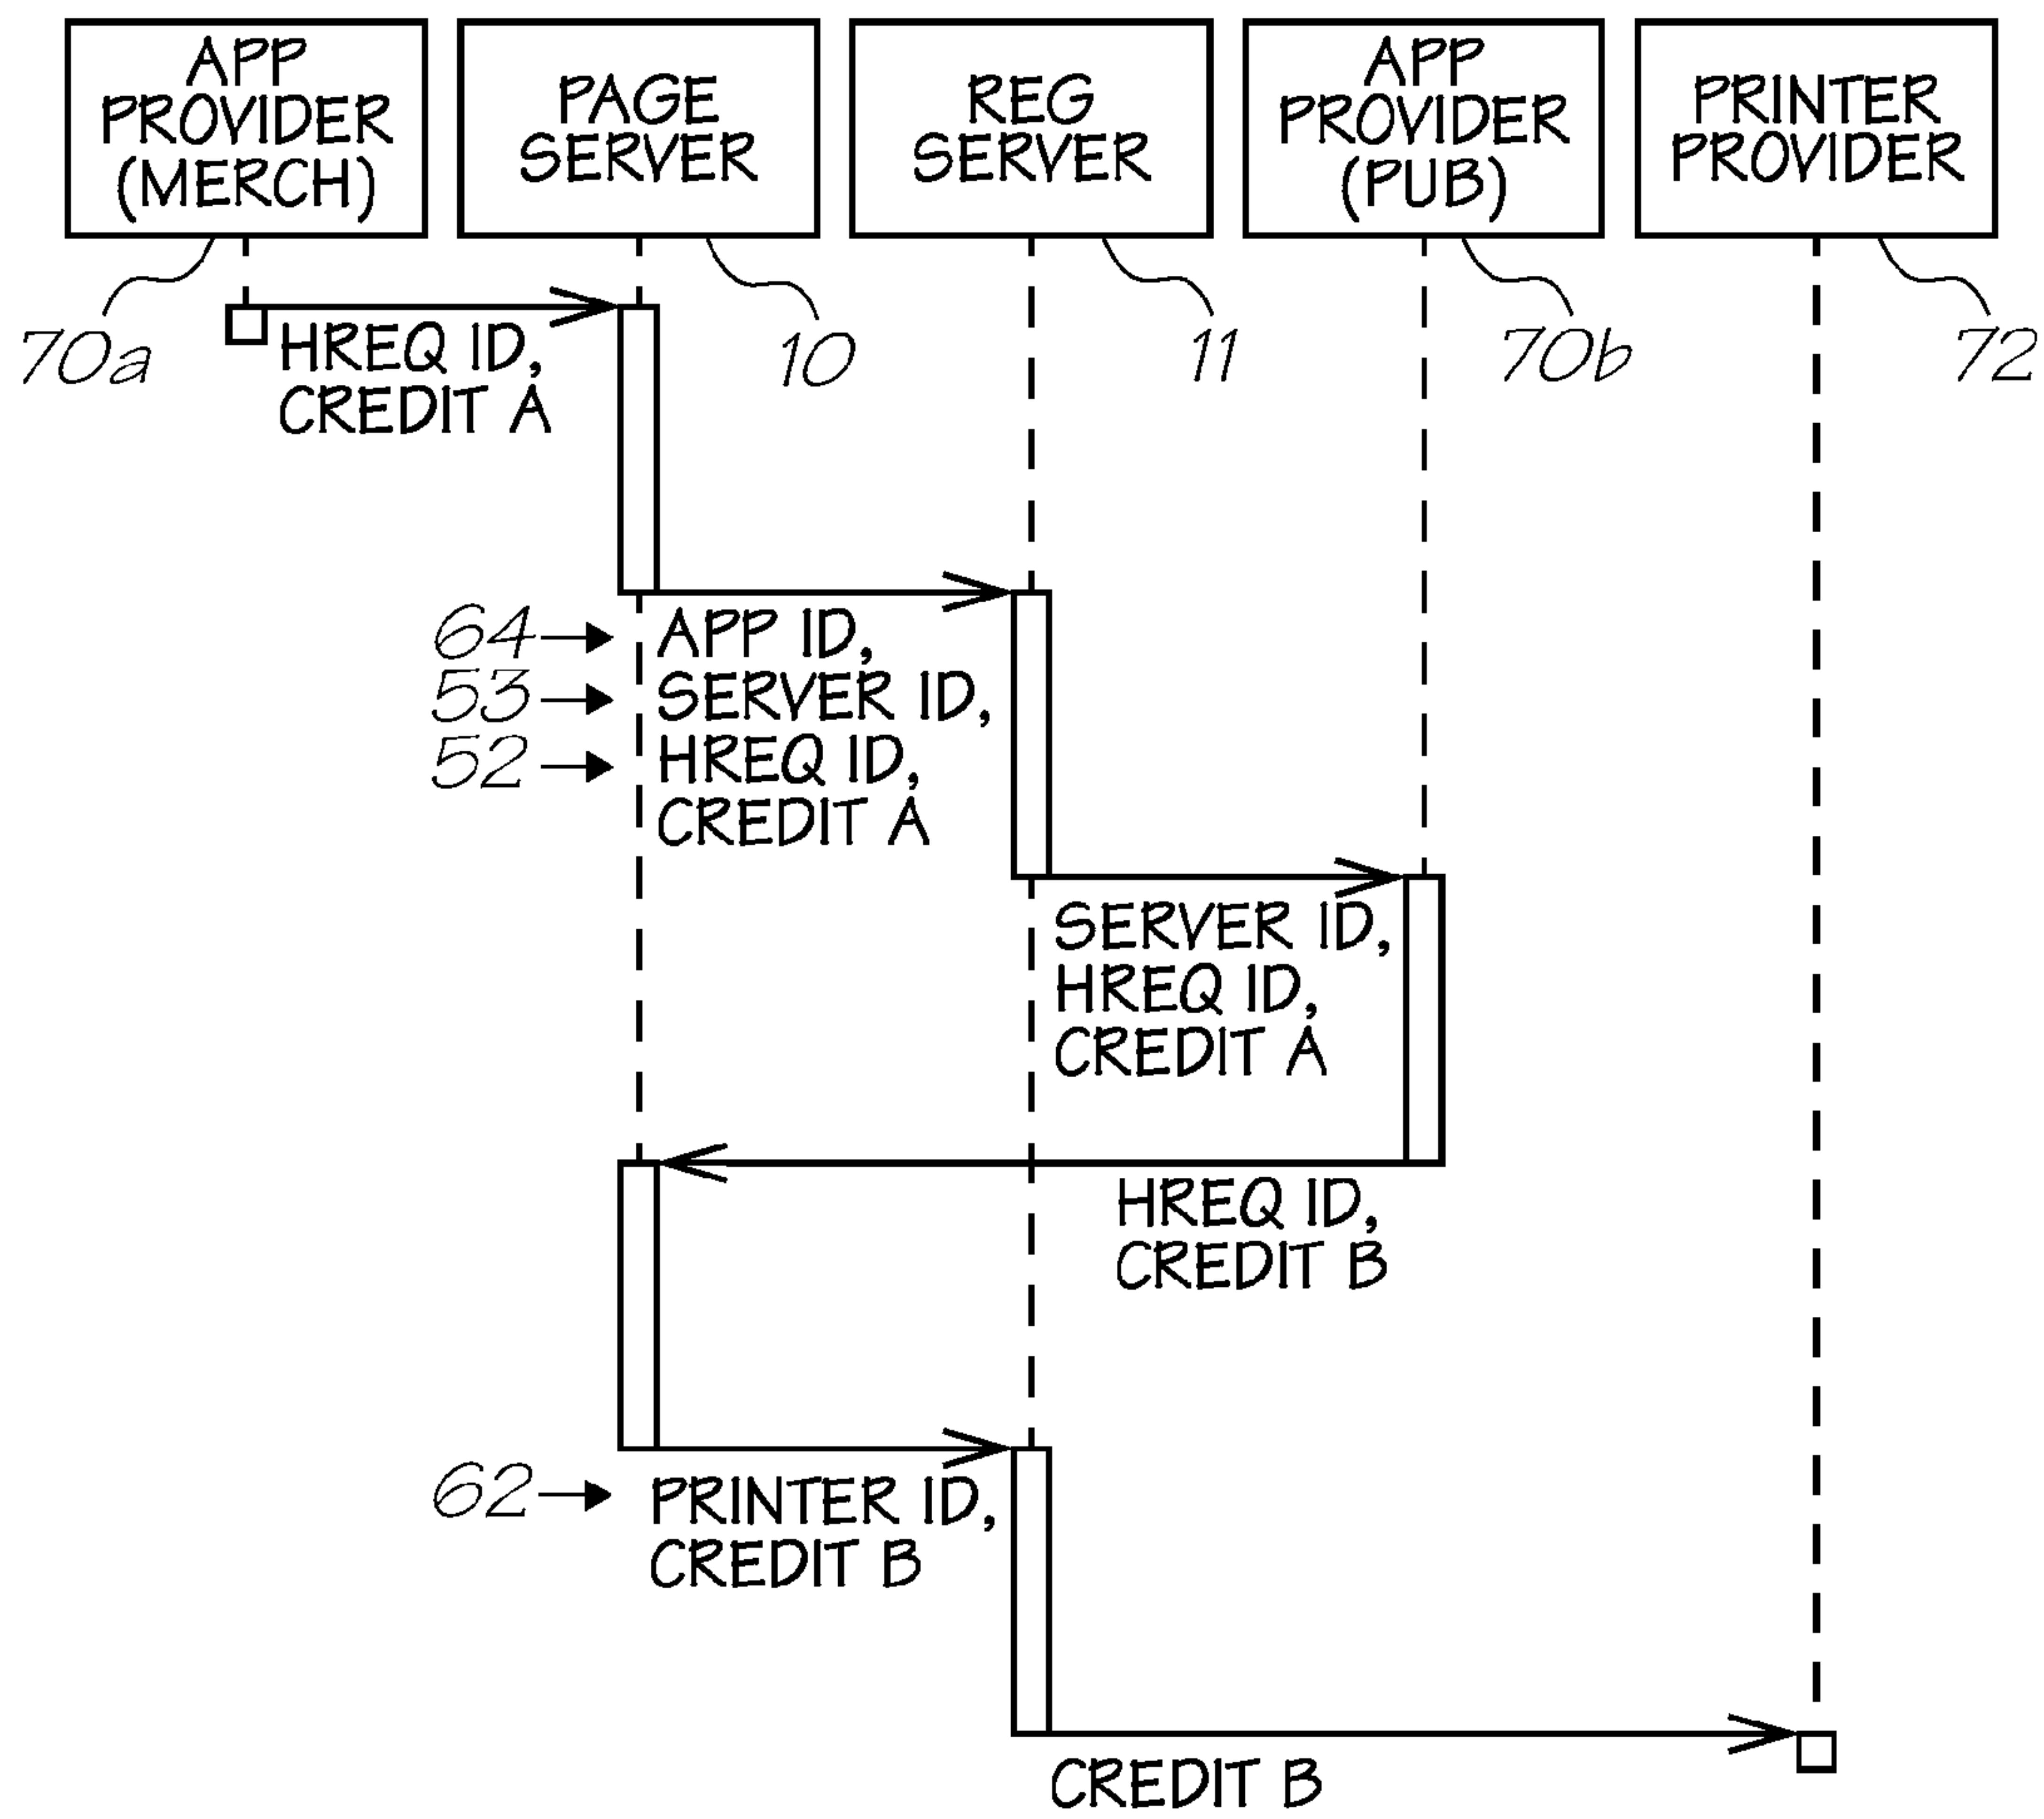 APP
PROVIDER
(MERCH)
PAGE
SERVER
REG
SERVER
APP
PROVIDER
(PUB)
PRINTER
PROVIDER
70a
10
11
70b
72
HREQ ID,
CREDIT A
64 APP ID,
53 SERVER ID,
52 HREQ ID,
CREDIT A
SERVER ID,
HREQ ID,
CREDIT A
HREQ ID,
CREDIT B
62 PRINTER ID,
CREDIT B
CREDIT B